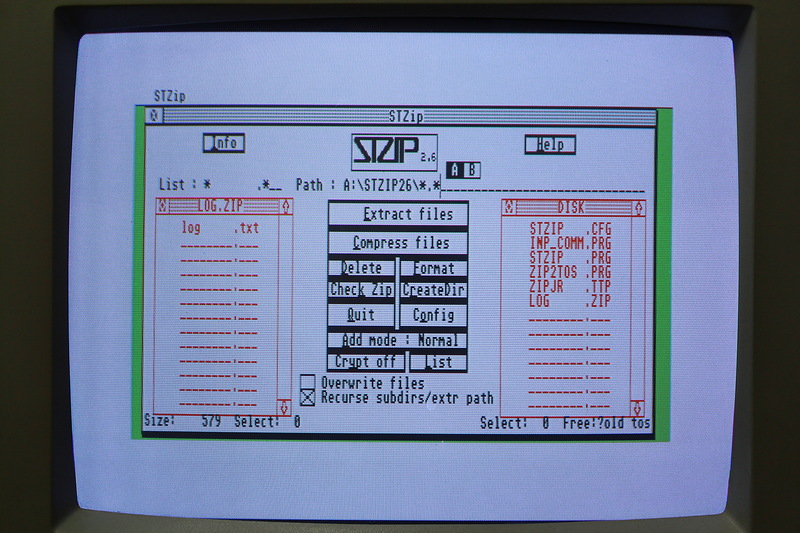 STZip
STZip
Info
STZIP 2.6
Help
A B
List : * .*__ Path : A:\STZIP26\*.*
LOG.ZIP
DISK
log .txt
Extract files
Compress files
Delete Format
Check Zip CreateDir
Quit Config
Add mode : Normal
Crypt off List
Overwrite files
Recurse subdirs/extr path
STZIP .CFG
INP_COMM.PRG
STZIP .PRG
ZIP2TOS .PRG
ZIPJR .TTP
LOG .ZIP
Size: 579 Select: 0
Select: 0 Free:?old tos